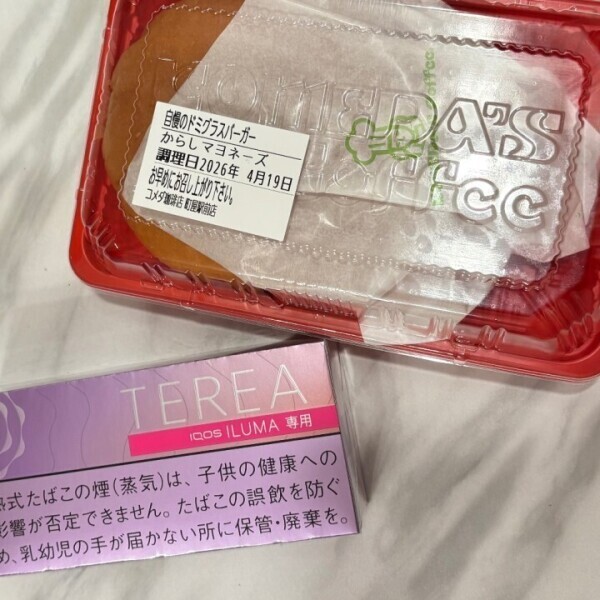 KOMEDA'S
自慢のドミグラスバーガー
からしマヨネーズ
調理日2026年 4月19日
お早めにお召し上がり下さい。
コメダ珈琲店 町屋駅前店
TEREA
IQOS ILUMA 専用
式たばこの煙(蒸気)は、子供の健康への
影響が否定できません。たばこの誤飲を防ぐ
め、乳幼児の手が届かない所に保管・廃棄を。